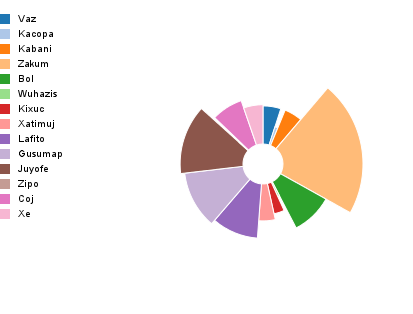 Vaz
Kacopa
Kabani
Zakum
Bol
Wuhazis
Kixuc
Xatimuj
Lafito
Gusumap
Juyofe
Zipo
Coj
Xe